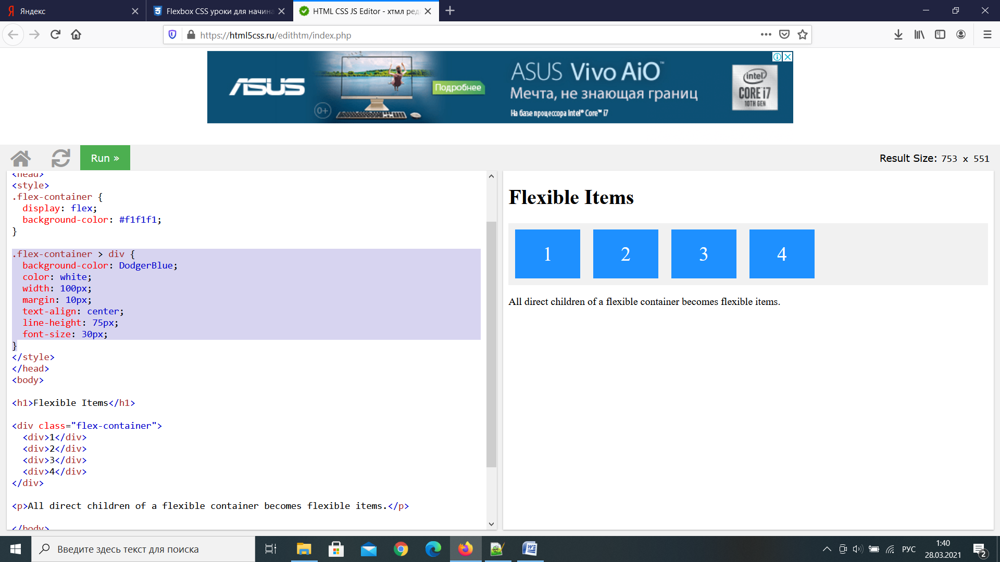 Яндекс
Flexbox CSS уроки для начина
HTML CSS JS Editor - хтмл реда
https://html5css.ru/edithtm/index.php
ASUS
0+
Подробнее
ASUS Vivo AiO™
Мечта, не знающая границ
На базе процессора Intel® Core™ i7
intel®
CORE i7
10TH GEN
Run »
Result Size: 753 x 551
<head>
<style>
.flex-container {
display: flex;
background-color: #f1f1f1;
}
.flex-container > div {
background-color: DodgerBlue;
color: white;
width: 100px;
margin: 10px;
text-align: center;
line-height: 75px;
font-size: 30px;
}
</style>
</head>
<body>
<h1>Flexible Items</h1>
<div class="flex-container">
<div>1</div>
<div>2</div>
<div>3</div>
<div>4</div>
</div>
<p>All direct children of a flexible container becomes flexible items.</p>
</body>
Flexible Items
1 2 3 4
All direct children of a flexible container becomes flexible items.
Введите здесь текст для поиска
РУС
1:40
28.03.2021
2